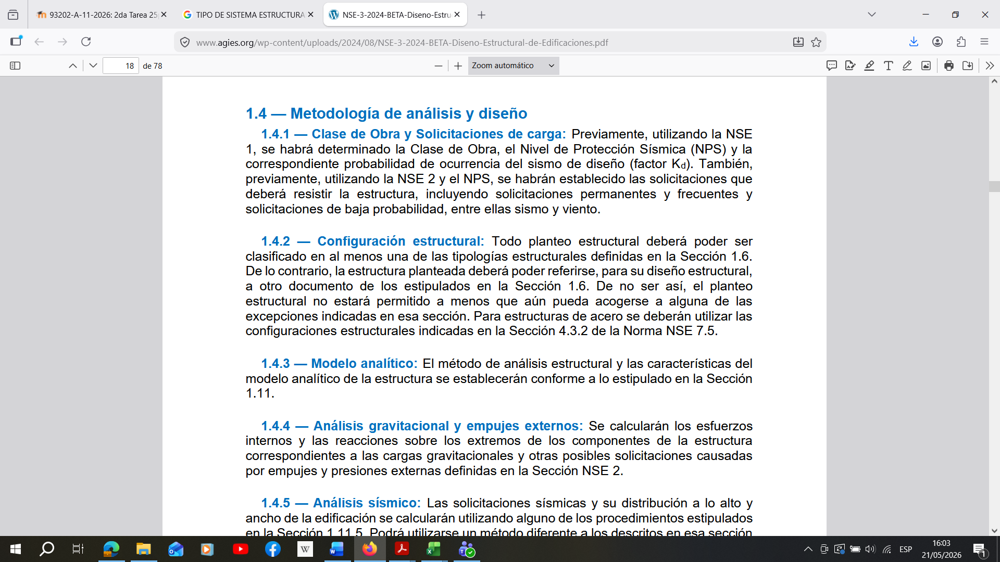 93202-A-11-2026: 2da Tarea 25
TIPO DE SISTEMA ESTRUCTURA
NSE-3-2024-BETA-Diseno-Estru
www.agies.org/wp-content/uploads/2024/08/NSE-3-2024-BETA-Diseno-Estructural-de-Edificaciones.pdf
18 de 78
Zoom automático
1.4 — Metodología de análisis y diseño
1.4.1 — Clase de Obra y Solicitaciones de carga: Previamente, utilizando la NSE
1, se habrá determinado la Clase de Obra, el Nivel de Protección Sísmica (NPS) y la
correspondiente probabilidad de ocurrencia del sismo de diseño (factor Kd). También,
previamente, utilizando la NSE 2 y el NPS, se habrán establecido las solicitaciones que
deberá resistir la estructura, incluyendo solicitaciones permanentes y frecuentes y
solicitaciones de baja probabilidad, entre ellas sismo y viento.
1.4.2 — Configuración estructural: Todo planteo estructural deberá poder ser
clasificado en al menos una de las tipologías estructurales definidas en la Sección 1.6.
De lo contrario, la estructura planteada deberá poder referirse, para su diseño estructural,
a otro documento de los estipulados en la Sección 1.6. De no ser así, el planteo
estructural no estará permitido a menos que aún pueda acogerse a alguna de las
excepciones indicadas en esa sección. Para estructuras de acero se deberán utilizar las
configuraciones estructurales indicadas en la Sección 4.3.2 de la Norma NSE 7.5.
1.4.3 — Modelo analítico: El método de análisis estructural y las características del
modelo analítico de la estructura se establecerán conforme a lo estipulado en la Sección
1.11.
1.4.4 — Análisis gravitacional y empujes externos: Se calcularán los esfuerzos
internos y las reacciones sobre los extremos de los componentes de la estructura
correspondientes a las cargas gravitacionales y otras posibles solicitaciones causadas
por empujes y presiones externas definidas en la Sección NSE 2.
1.4.5 — Análisis sísmico: Las solicitaciones sísmicas y su distribución a lo alto y
ancho de la edificación se calcularán utilizando alguno de los procedimientos estipulados
en la Sección 1.11.5. Podrá utilizarse un método diferente a los descritos en esa sección
ESP
16:03
21/05/2026
1